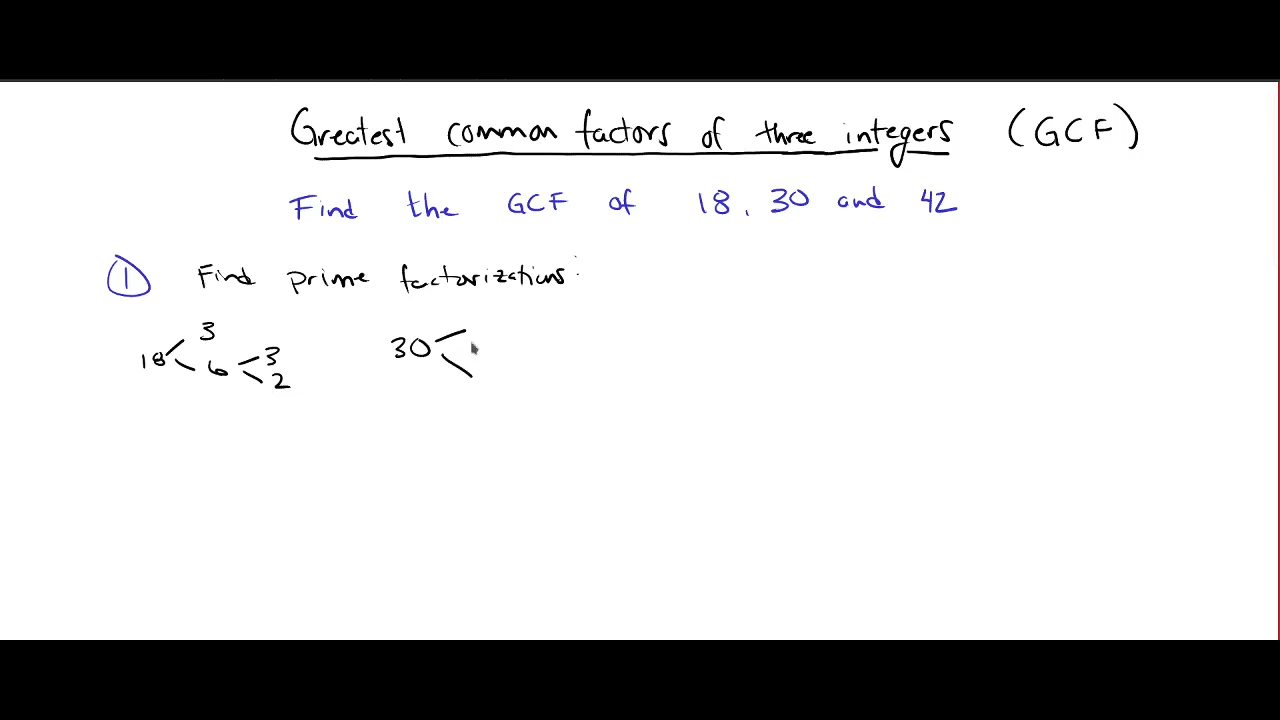 Greatest common factors of three integers (GCF)
Find the GCF of 18, 30 and 42
1 Find prime factorizations:
18 3 6 3 2
30